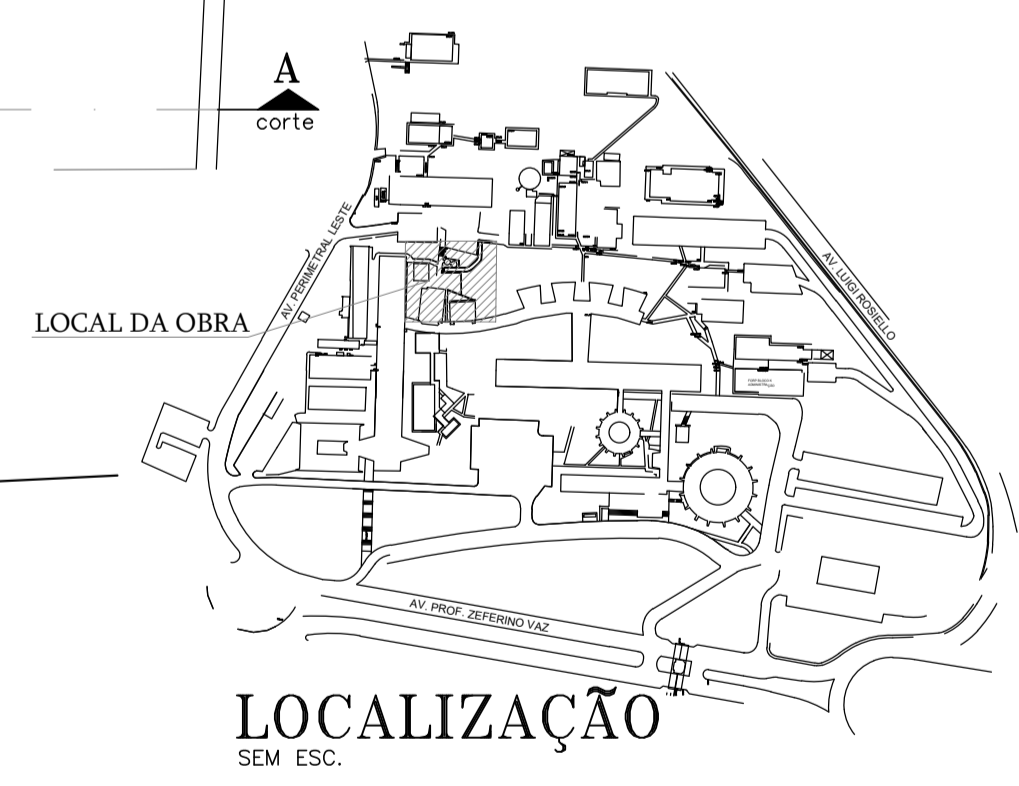 A
corte
AV. PERIMETRAL LESTE
AV. LUIGI ROSIELLO
LOCAL DA OBRA
AV. PROF. ZEFERINO VAZ
LOCALIZAÇÃO
SEM ESC.